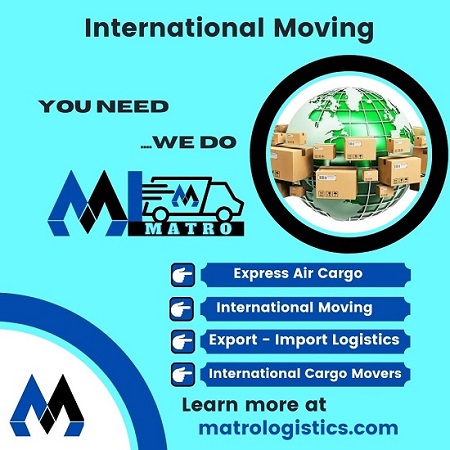 International Moving
YOU NEED
....WE DO
MATRO
Express Air Cargo
International Moving
Export - Import Logistics
International Cargo Movers
Learn more at
matrologistics.com